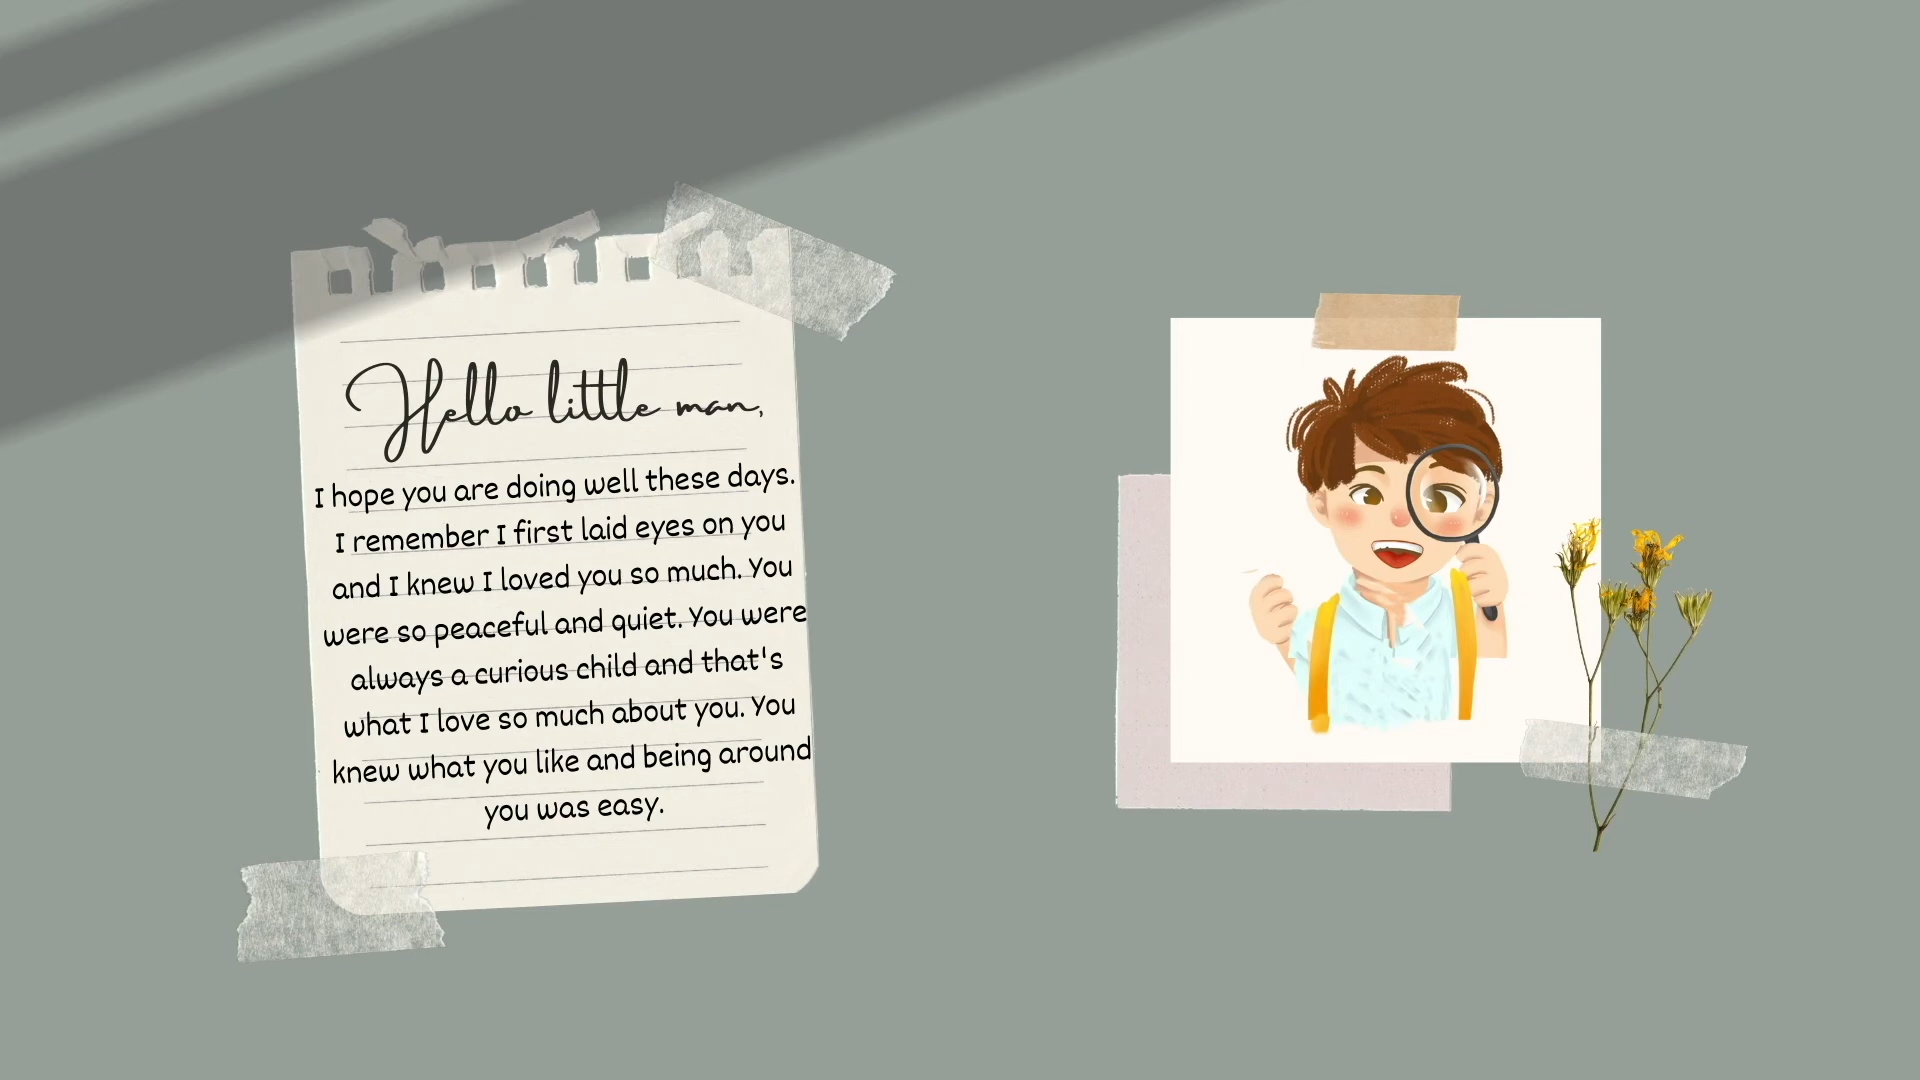 Hello little man,
I hope you are doing well these days.
I remember I first laid eyes on you
and I knew I loved you so much. You
were so peaceful and quiet. You were
always a curious child and that's
what I love so much about you. You
knew what you like and being around
you was easy.